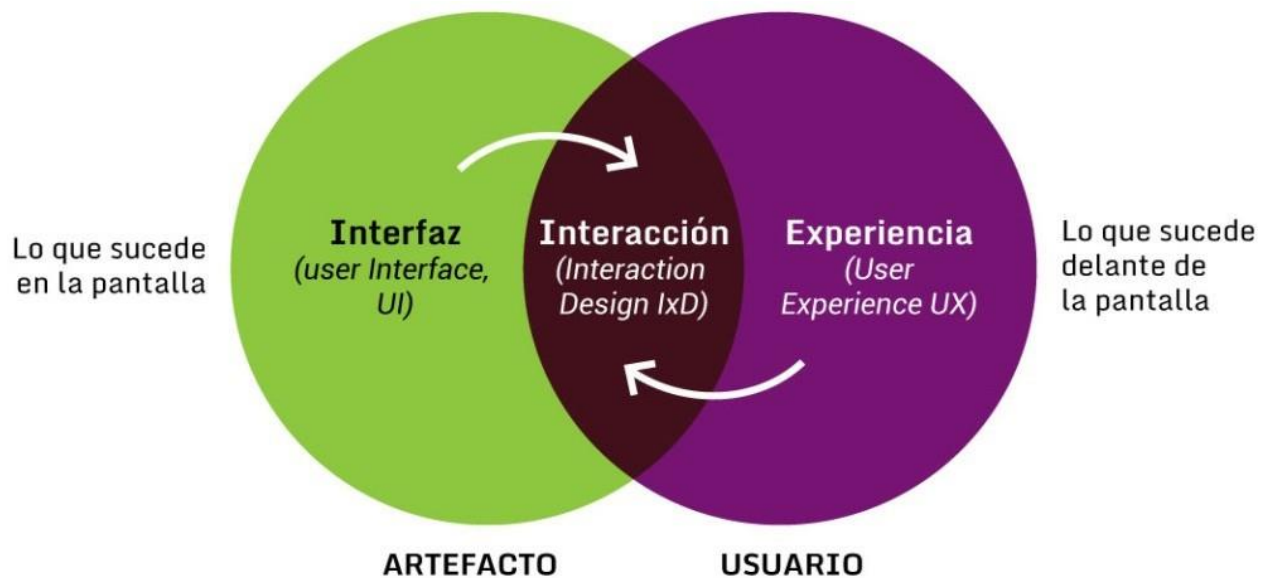 Lo que sucede
en la pantalla
Interfaz
(user Interface,
UI)
Interacción
(Interaction
Design IxD)
Experiencia
(User
Experience UX)
Lo que sucede
delante de
la pantalla
ARTEFACTO
USUARIO